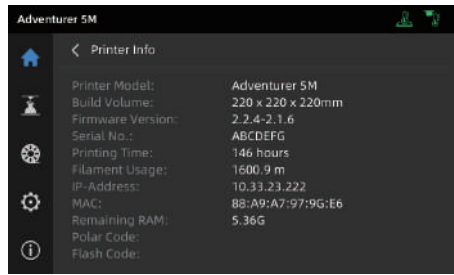 Adventurer 5M
Printer Info
Printer Model: Adventurer 5M
Build Volume: 220 x 220 x 220mm
Firmware Version: 2.2.4-2.1.6
Serial No.: ABCDEFG
Printing Time: 146 hours
Filament Usage: 1600.9 m
IP-Address: 10.33.23.222
MAC: 88:A9:A7:97:9G:E6
Remaining RAM: 5.36G
Polar Code:
Flash Code: